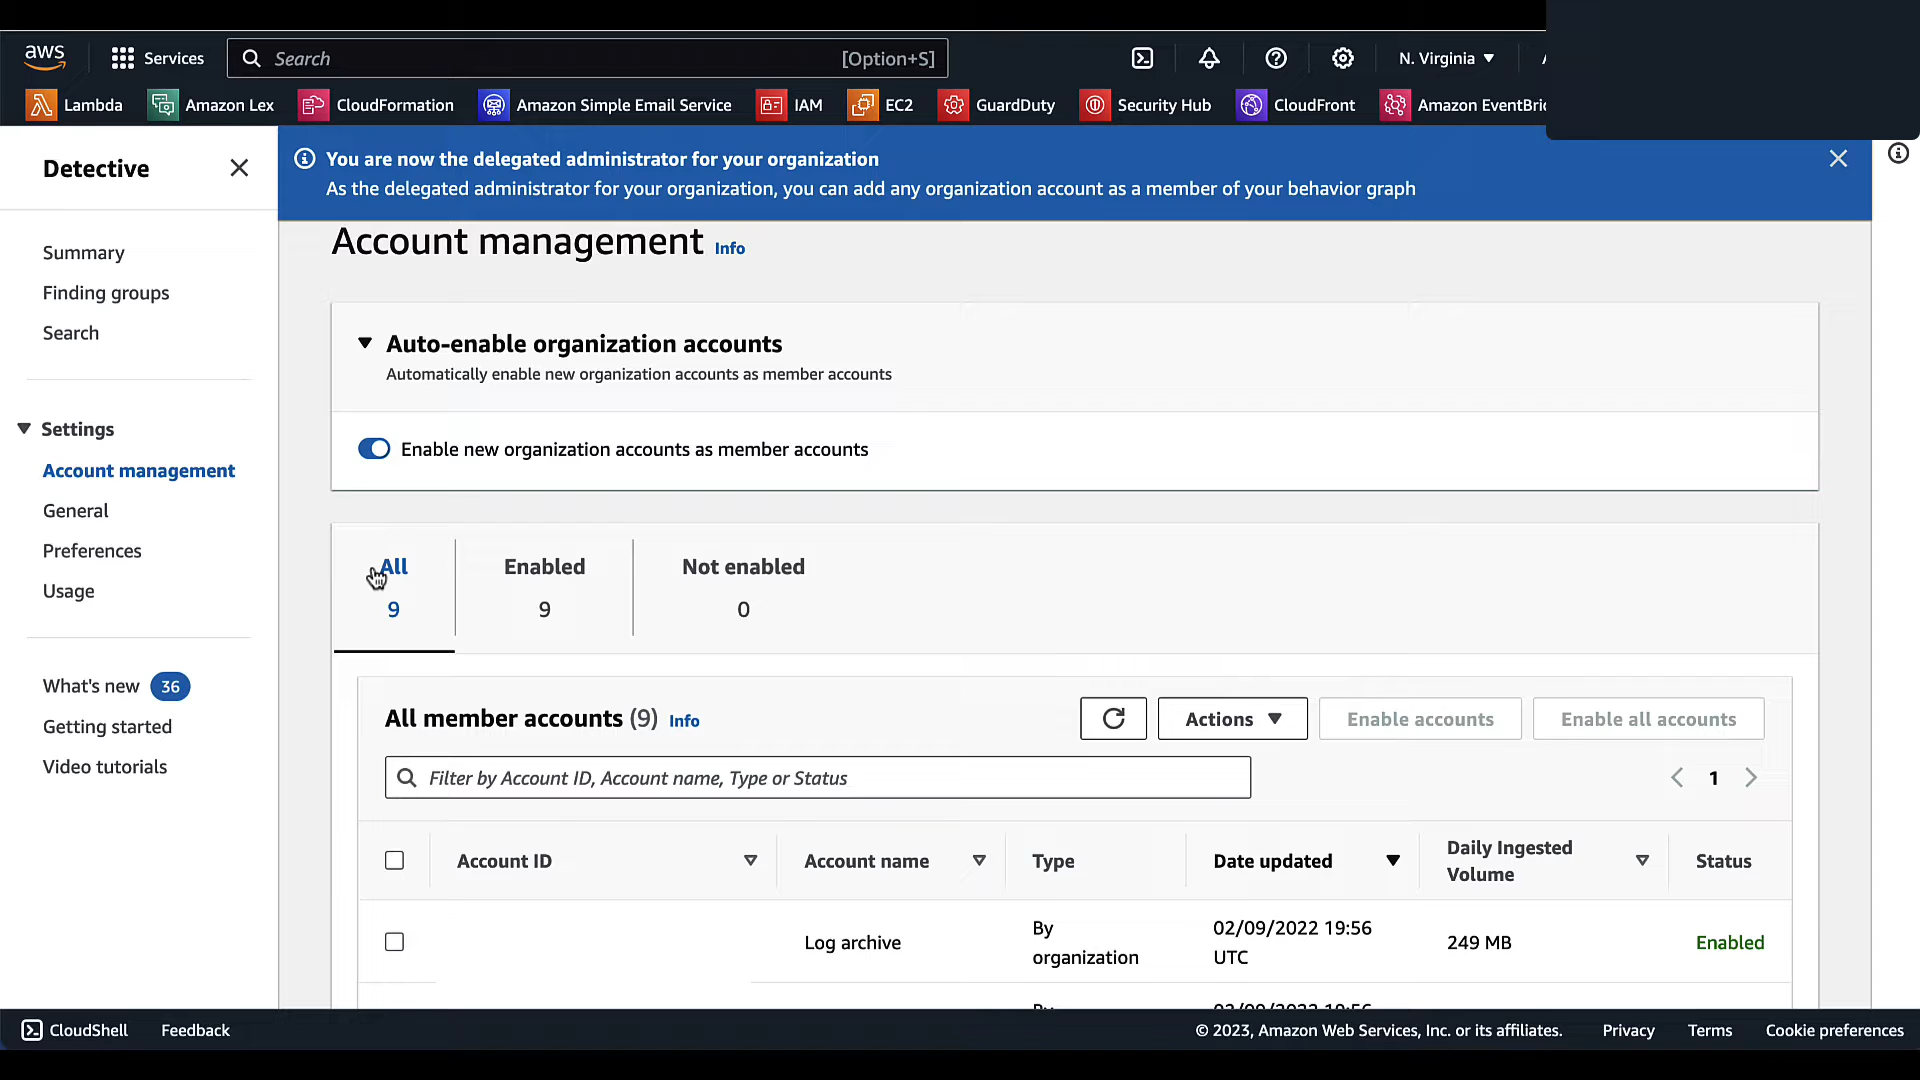 aws
Services
Search
[Option+S]
N. Virginia
Lambda
Amazon Lex
CloudFormation
Amazon Simple Email Service
IAM
EC2
GuardDuty
Security Hub
CloudFront
Amazon EventBri
Detective
You are now the delegated administrator for your organization
As the delegated administrator for your organization, you can add any organization account as a member of your behavior graph
Summary
Finding groups
Search
Settings
Account management
General
Preferences
Usage
What's new 36
Getting started
Video tutorials
Account management Info
Auto-enable organization accounts
Automatically enable new organization accounts as member accounts
Enable new organization accounts as member accounts
All
9
Enabled
9
Not enabled
0
All member accounts (9) Info
Actions
Enable accounts
Enable all accounts
Filter by Account ID, Account name, Type or Status
1
Account ID
Account name
Type
Date updated
Daily Ingested
Volume
Status
Log archive
By
organization
02/09/2022 19:56
UTC
249 MB
Enabled
CloudShell
Feedback
© 2023, Amazon Web Services, Inc. or its affiliates.
Privacy
Terms
Cookie preferences